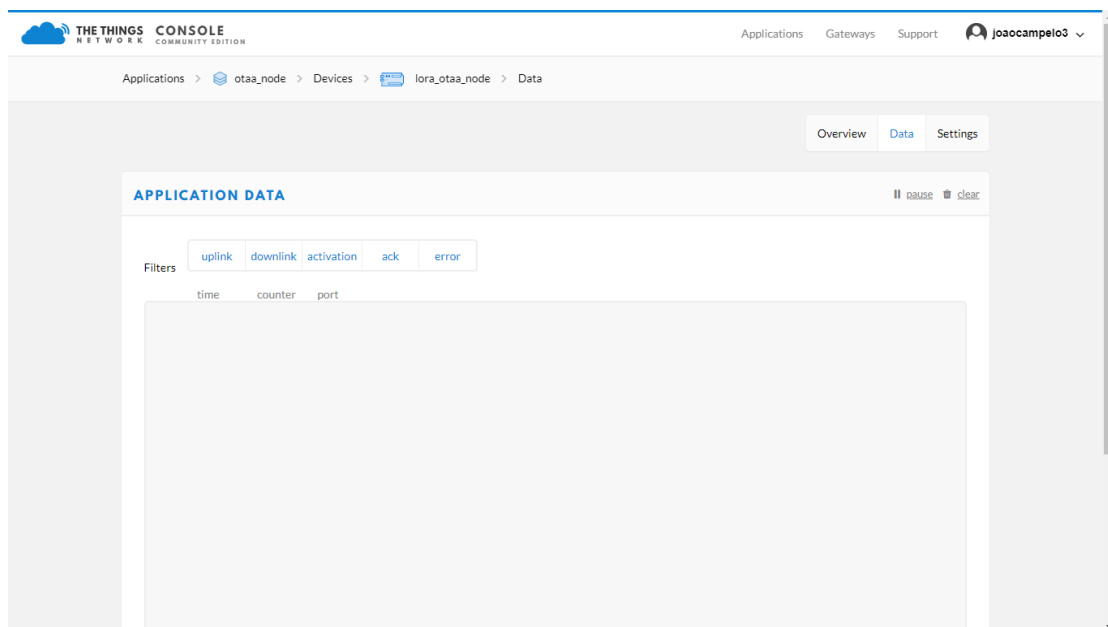 THE THINGS CONSOLE
NETWORK COMMUNITY EDITION
Applications Gateways Support joaocampelo3
Applications > otaa_node > Devices > lora_otaa_node > Data
Overview Data Settings
APPLICATION DATA
pause clear
Filters uplink downlink activation ack error
time counter port